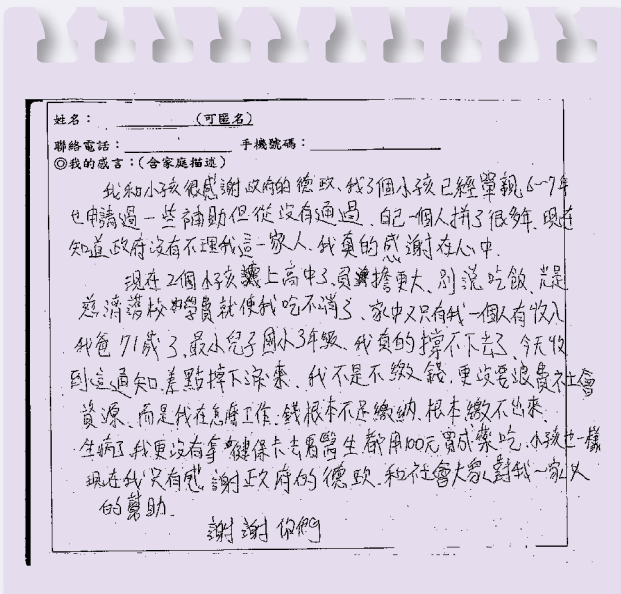 姓名：＿＿＿＿＿＿(可匿名)
聯絡電話：＿＿＿＿＿＿ 手機號碼：＿＿＿＿＿＿
◎我的感言：(含家庭描述)
我和小孩很感謝政府的德政、我3個小孩已經單親6~7年
也申請過一些補助但從沒有通過、自己一個人拼了很多年、現在
知道政府沒有不理我這一家人、我真的感謝在心中、
現在2個小孩讀上高中了、負擔更大、別說吃飯、光是
慈濟護校的學費就使我吃不消了、家中又只有我一個人有收入
我爸71歲了、最小兒子國小3年級、我真的撐不下去了、今天收
到這通知、差點掉下淚來、我不是不繳錢、更沒要浪費社會
資源、而是我在怎麼工作、錢根本不足繳納、根本繳不出來
生病了、我更沒有拿健保卡去看醫生都用100元買成藥吃、小孩也一樣
現在我只有感謝政府的德政、和社會大眾對我一家人
的幫助、
謝謝你們